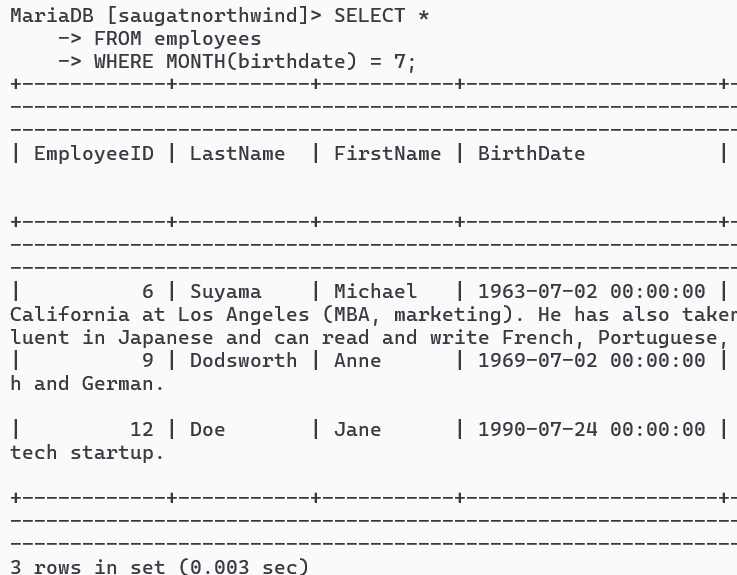 MariaDB [saugatnorthwind]> SELECT *
    -> FROM employees
    -> WHERE MONTH(birthdate) = 7;
+------------+-----------+-----------+---------------------+-
-------------------------------------------------------------
-------------------------------------------------------------
| EmployeeID | LastName  | FirstName | BirthDate           |
+------------+-----------+-----------+---------------------+-
-------------------------------------------------------------
-------------------------------------------------------------
|          6 | Suyama    | Michael   | 1963-07-02 00:00:00 |
California at Los Angeles (MBA, marketing). He has also taken
luent in Japanese and can read and write French, Portuguese,
|          9 | Dodsworth | Anne      | 1969-07-02 00:00:00 |
h and German.
|         12 | Doe       | Jane      | 1990-07-24 00:00:00 |
tech startup.
+------------+-----------+-----------+---------------------+-
-------------------------------------------------------------
-------------------------------------------------------------
3 rows in set (0.003 sec)